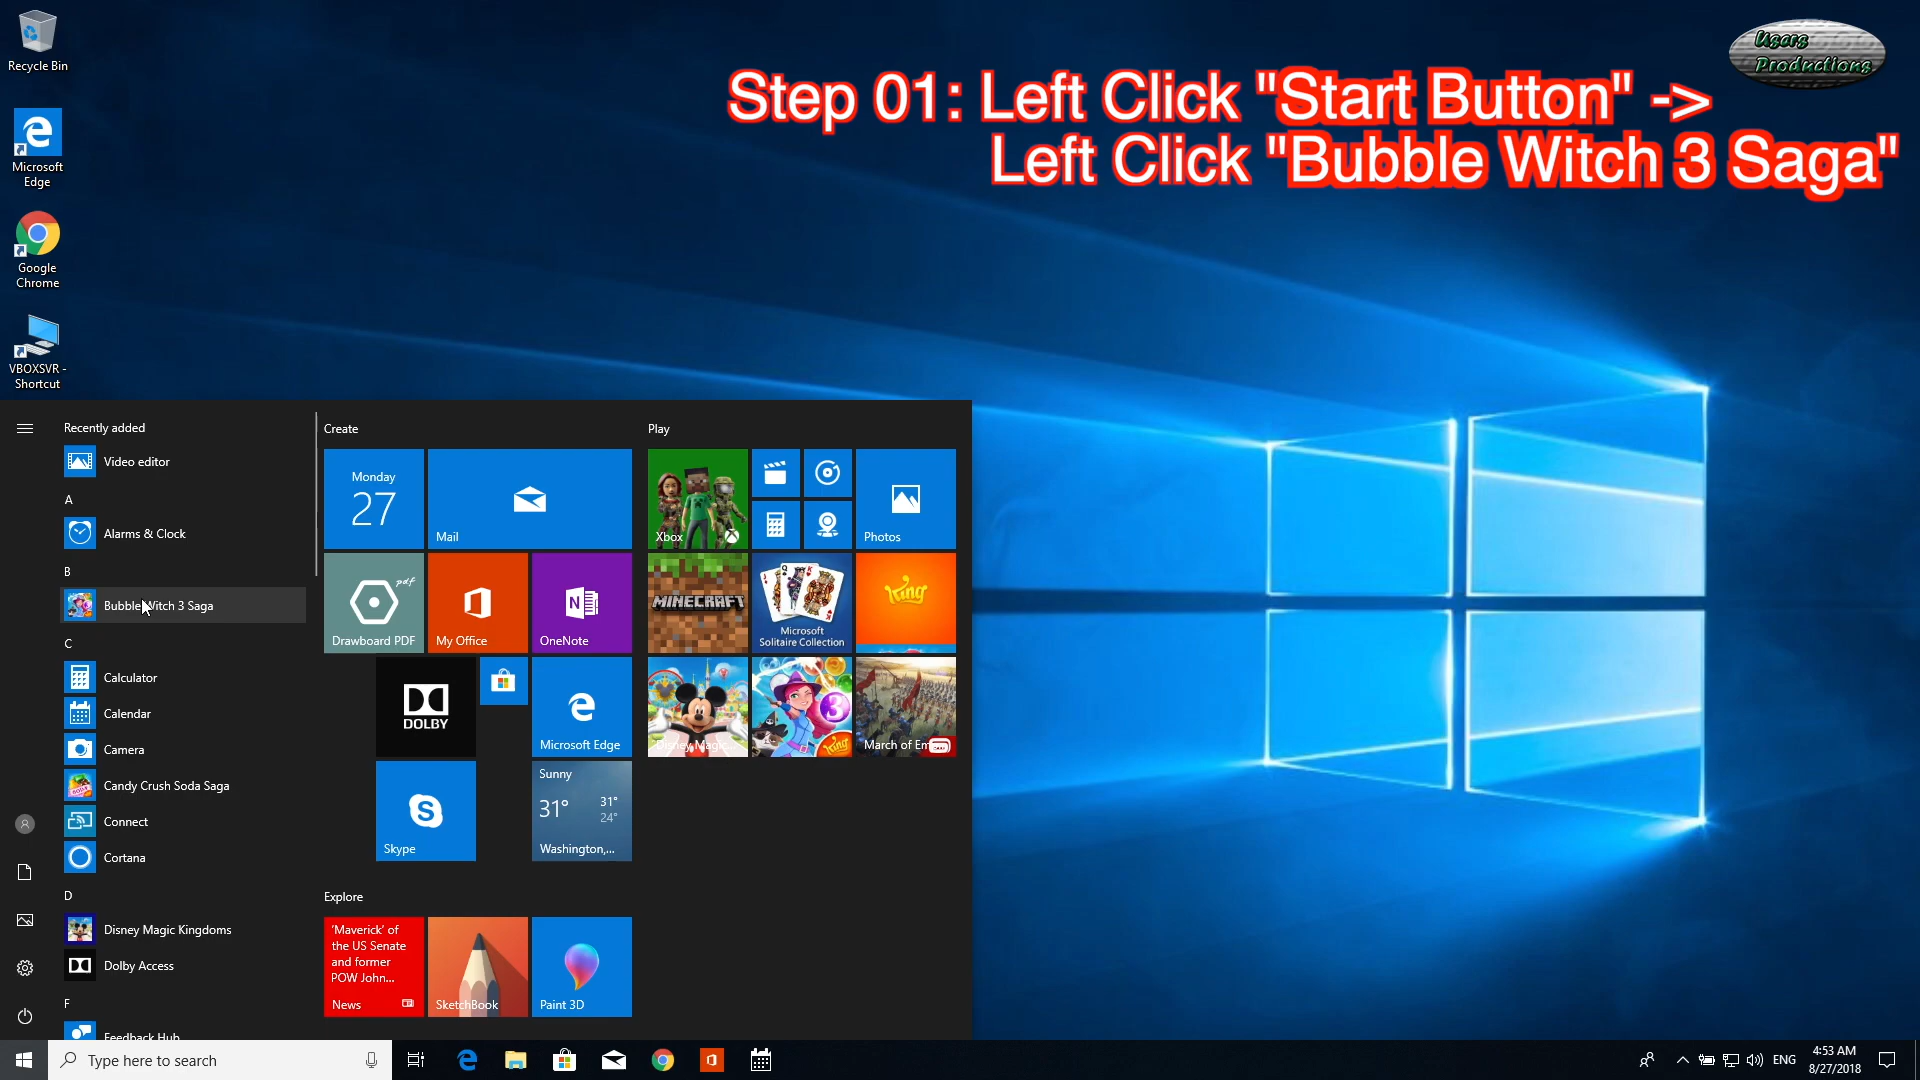 Recycle Bin
Microsoft
Edge
Google
Chrome
VBOXSVR -
Shortcut
Users
Productions
Step 01: Left Click "Start Button" ->
Left Click "Bubble Witch 3 Saga"
Recently added
Video editor
A
Alarms & Clock
B
Bubble Witch 3 Saga
C
Calculator
Calendar
Camera
Candy Crush Soda Saga
Connect
Cortana
D
Disney Magic Kingdoms
Dolby Access
F
Feedback Hub
Create
Monday
27
Mail
pdf
Drawboard PDF
My Office
N
OneNote
DOLBY
Microsoft Edge
S
Skype
Sunny
31°
31°
24°
Washington,...
Explore
'Maverick' of
the US Senate
and former
POW John...
News
SketchBook
Paint 3D
Play
Xbox
Photos
MINECRAFT
Microsoft
Solitaire Collection
King
Disney Magic...
3
King
March of Em...
Type here to search
ENG
4:53 AM
8/27/2018